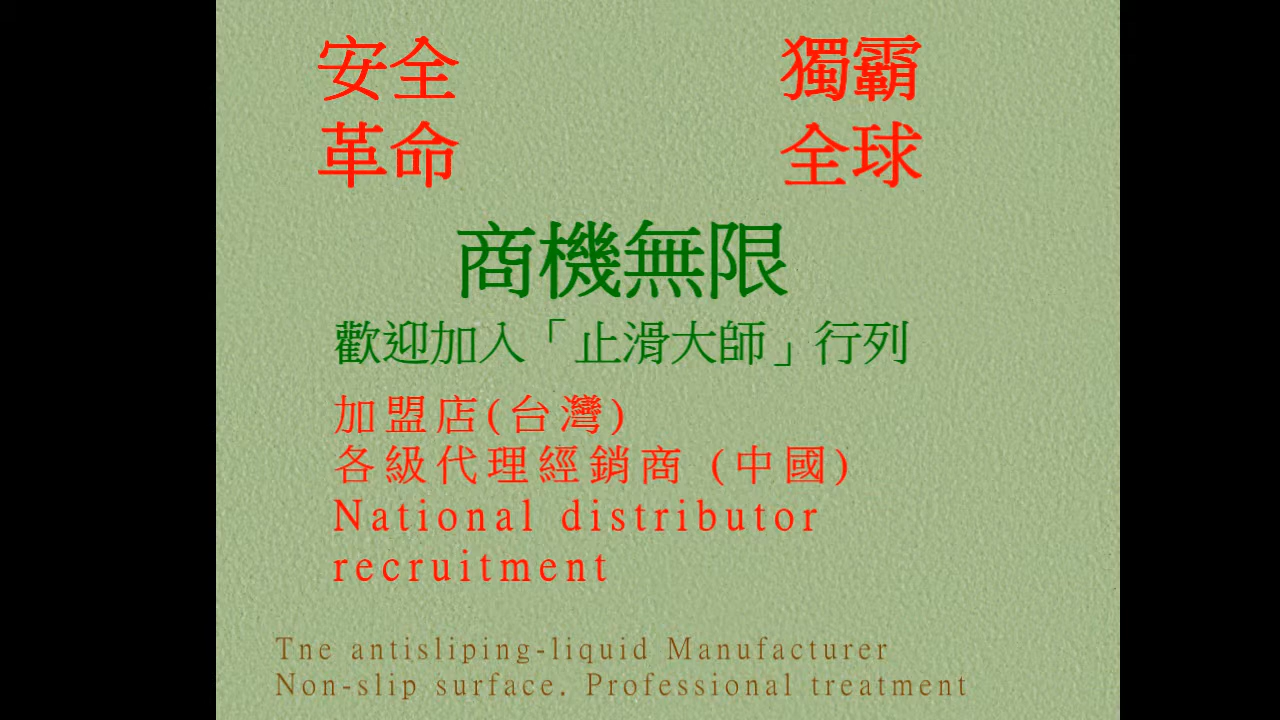 安全 獨霸
革命 全球
商機無限
歡迎加入「止滑大師」行列
加盟店(台灣)
各級代理經銷商 (中國)
National distributor
recruitment
Tne antisliping-liquid Manufacturer
Non-slip surface. Professional treatment